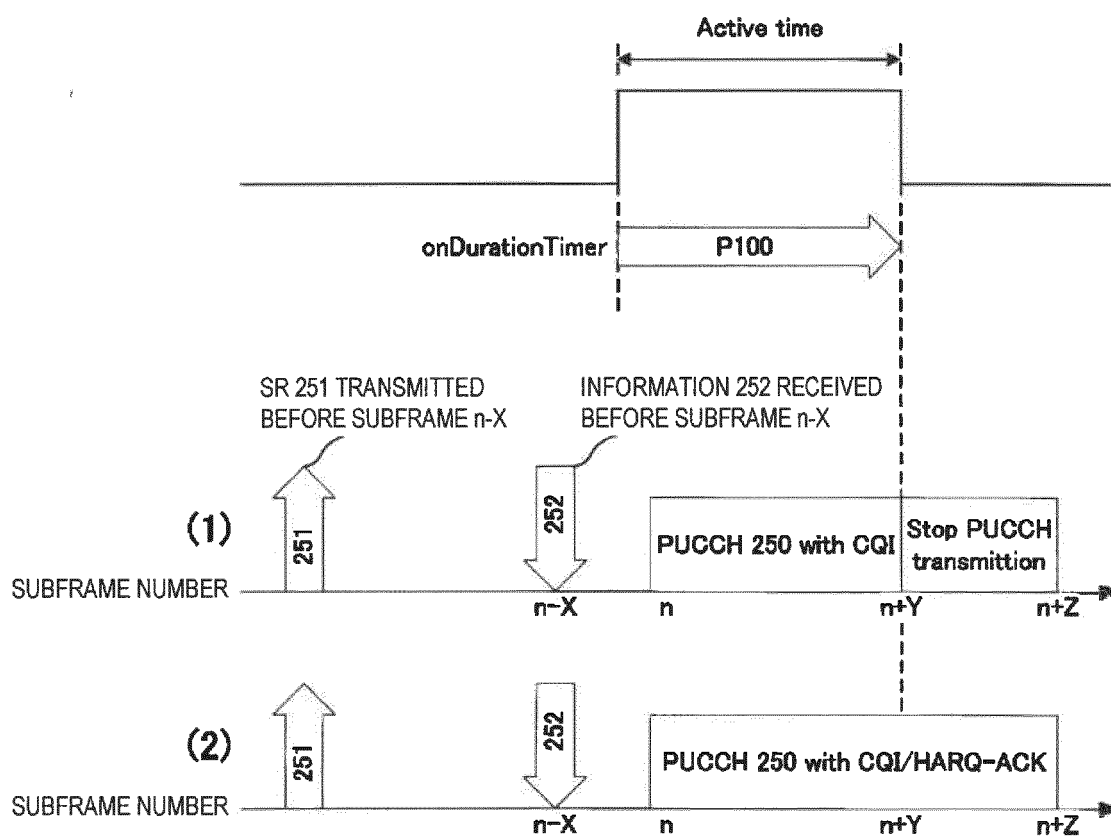 Active time
onDurationTimer
P100
SR 251 TRANSMITTED
BEFORE SUBFRAME n-X
INFORMATION 252 RECEIVED
BEFORE SUBFRAME n-X
(1)
251
252
PUCCH 250 with CQI
Stop PUCCH
transmittion
SUBFRAME NUMBER
n-X
n
n+Y
n+Z
(2)
251
252
PUCCH 250 with CQI/HARQ-ACK
SUBFRAME NUMBER
n-X
n
n+Y
n+Z